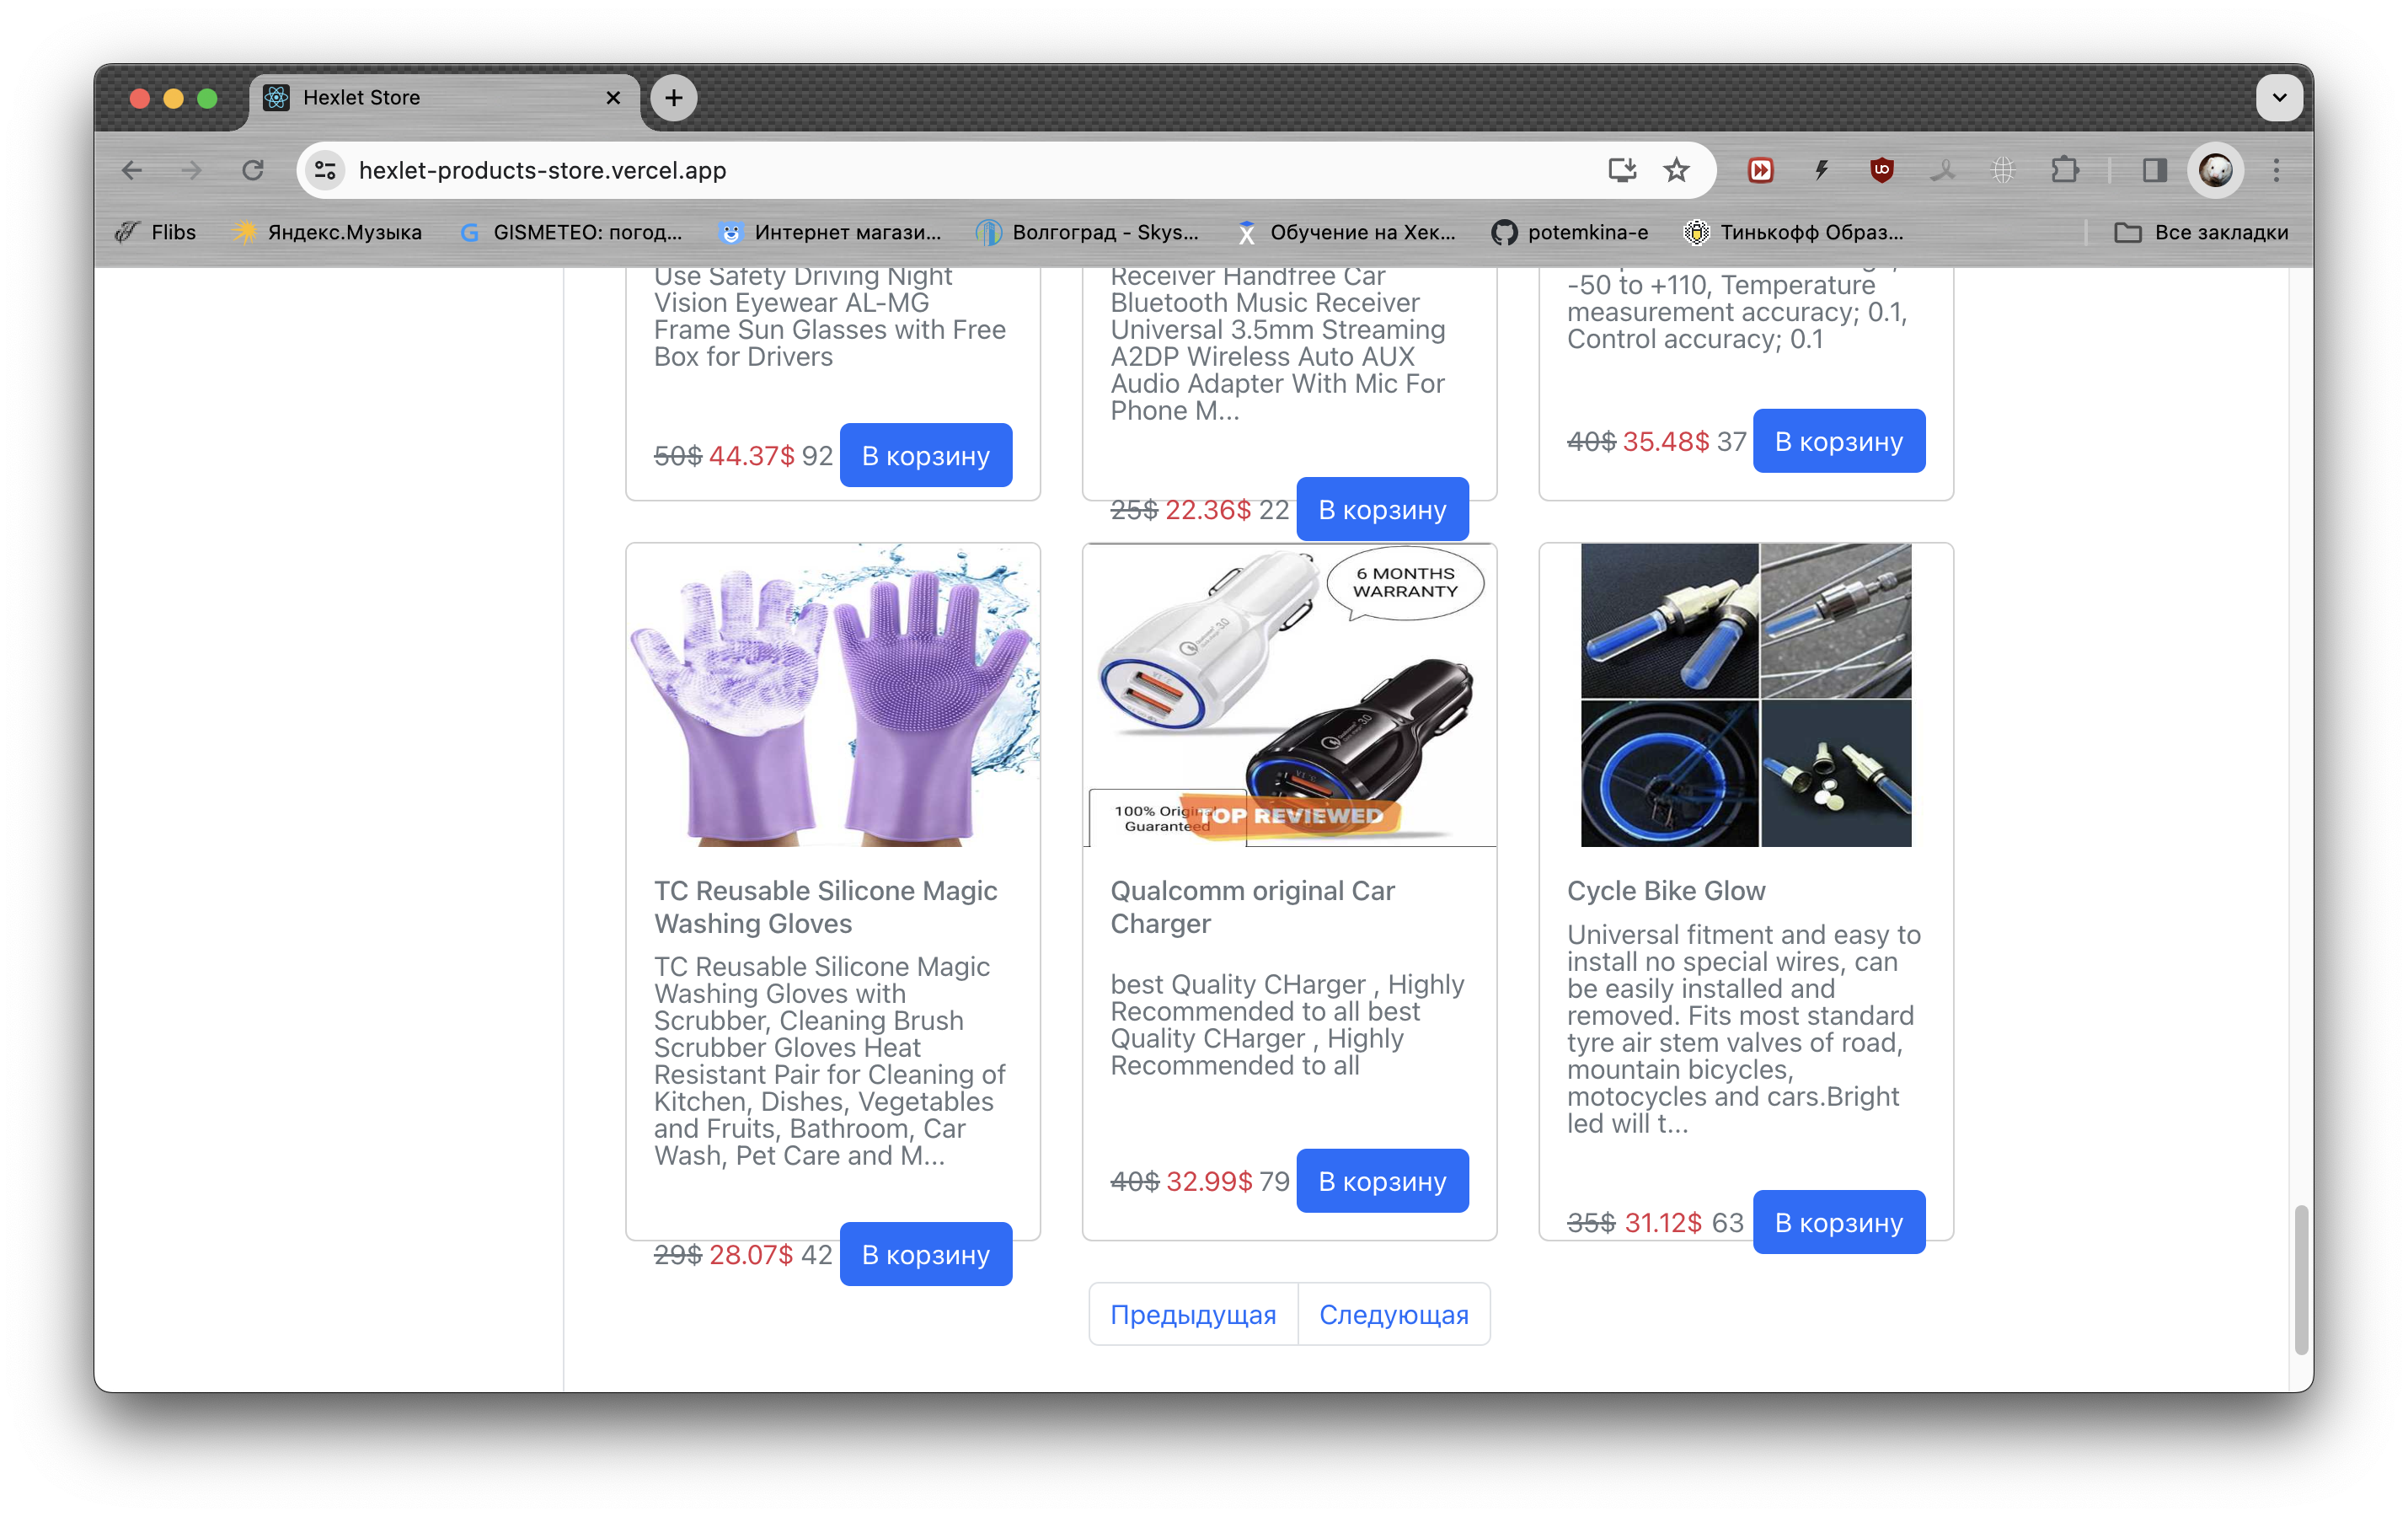 Hexlet Store
hexlet-products-store.vercel.app
Flibs
Яндекс.Музыка
GISMETEO: погод...
Интернет магази...
Волгоград - Skys...
Обучение на Хек...
potemkina-e
Тинькофф Образ...
Все закладки
Use Safety Driving Night
Vision Eyewear AL-MG
Frame Sun Glasses with Free
Box for Drivers
50$ 44.37$ 92 В корзину
Receiver Handfree Car
Bluetooth Music Receiver
Universal 3.5mm Streaming
A2DP Wireless Auto AUX
Audio Adapter With Mic For
Phone M...
25$ 22.36$ 22 В корзину
-50 to +110, Temperature
measurement accuracy; 0.1,
Control accuracy; 0.1
40$ 35.48$ 37 В корзину
TC Reusable Silicone Magic
Washing Gloves
TC Reusable Silicone Magic
Washing Gloves with
Scrubber, Cleaning Brush
Scrubber Gloves Heat
Resistant Pair for Cleaning of
Kitchen, Dishes, Vegetables
and Fruits, Bathroom, Car
Wash, Pet Care and M...
29$ 28.07$ 42 В корзину
6 MONTHS
WARRANTY
3.0
3.0
100% Original
Guaranteed
TOP REVIEWED
Qualcomm original Car
Charger
best Quality CHarger , Highly
Recommended to all best
Quality CHarger , Highly
Recommended to all
40$ 32.99$ 79 В корзину
Cycle Bike Glow
Universal fitment and easy to
install no special wires, can
be easily installed and
removed. Fits most standard
tyre air stem valves of road,
mountain bicycles,
motocycles and cars.Bright
led will t...
35$ 31.12$ 63 В корзину
Предыдущая
Следующая